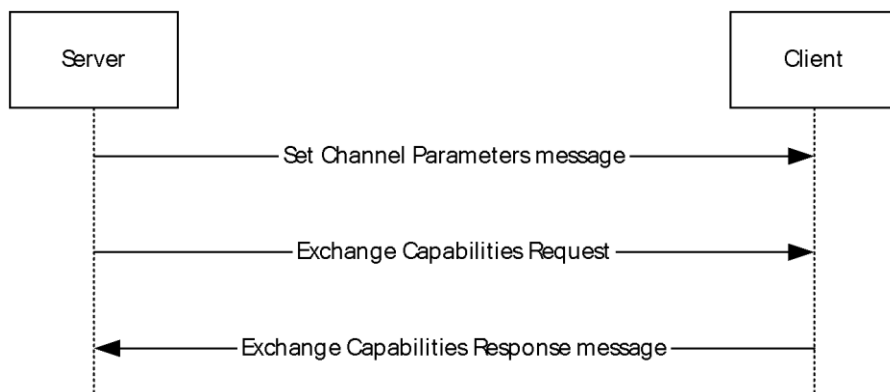 Server
Client
Set Channel Parameters message
Exchange Capabilities Request
Exchange Capabilities Response message